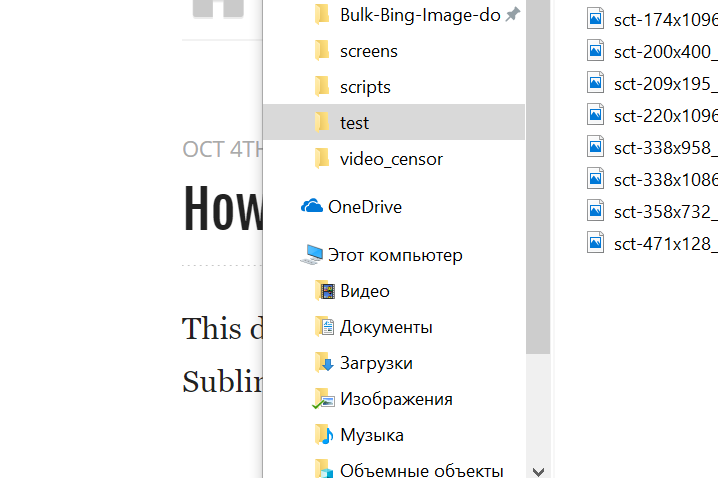 OCT 4TH
How
This d
Sublin
Bulk-Bing-Image-do
screens
scripts
test
video_censor
OneDrive
Этот компьютер
Видео
Документы
Загрузки
Изображения
Музыка
Объемные объекты
sct-174x1096
sct-200x400_
sct-209x195_
sct-220x1096
sct-338x958_
sct-338x1086
sct-358x732_
sct-471x128_